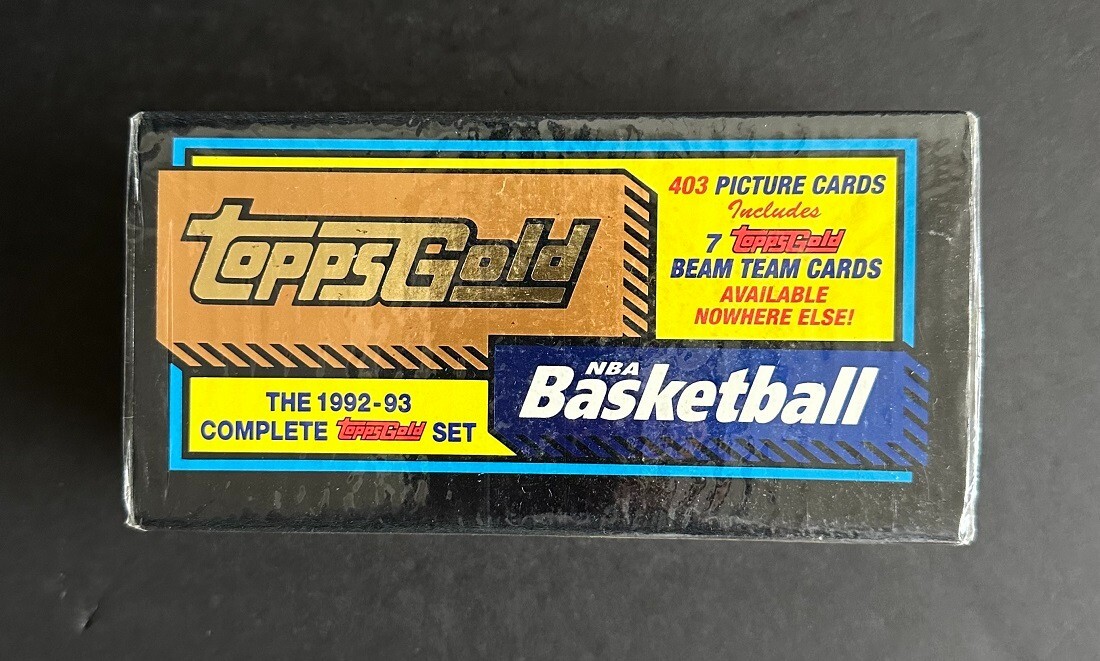 ToppsGold
403 PICTURE CARDS
Includes
7 ToppsGold
BEAM TEAM CARDS
AVAILABLE
NOWHERE ELSE!
NBA
Basketball
THE 1992-93
COMPLETE ToppsGold SET